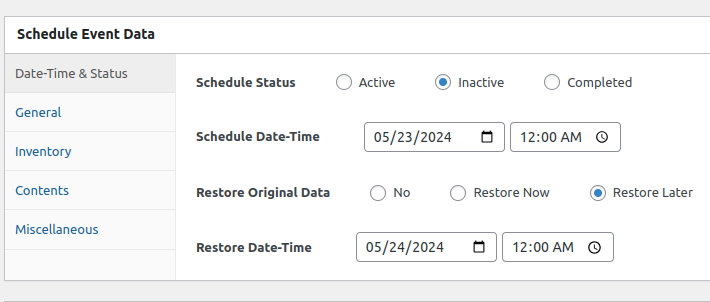 Schedule Event Data
Date-Time & Status
General
Inventory
Contents
Miscellaneous
Schedule Status Active Inactive Completed
Schedule Date-Time 05/23/2024 12:00 AM
Restore Original Data No Restore Now Restore Later
Restore Date-Time 05/24/2024 12:00 AM